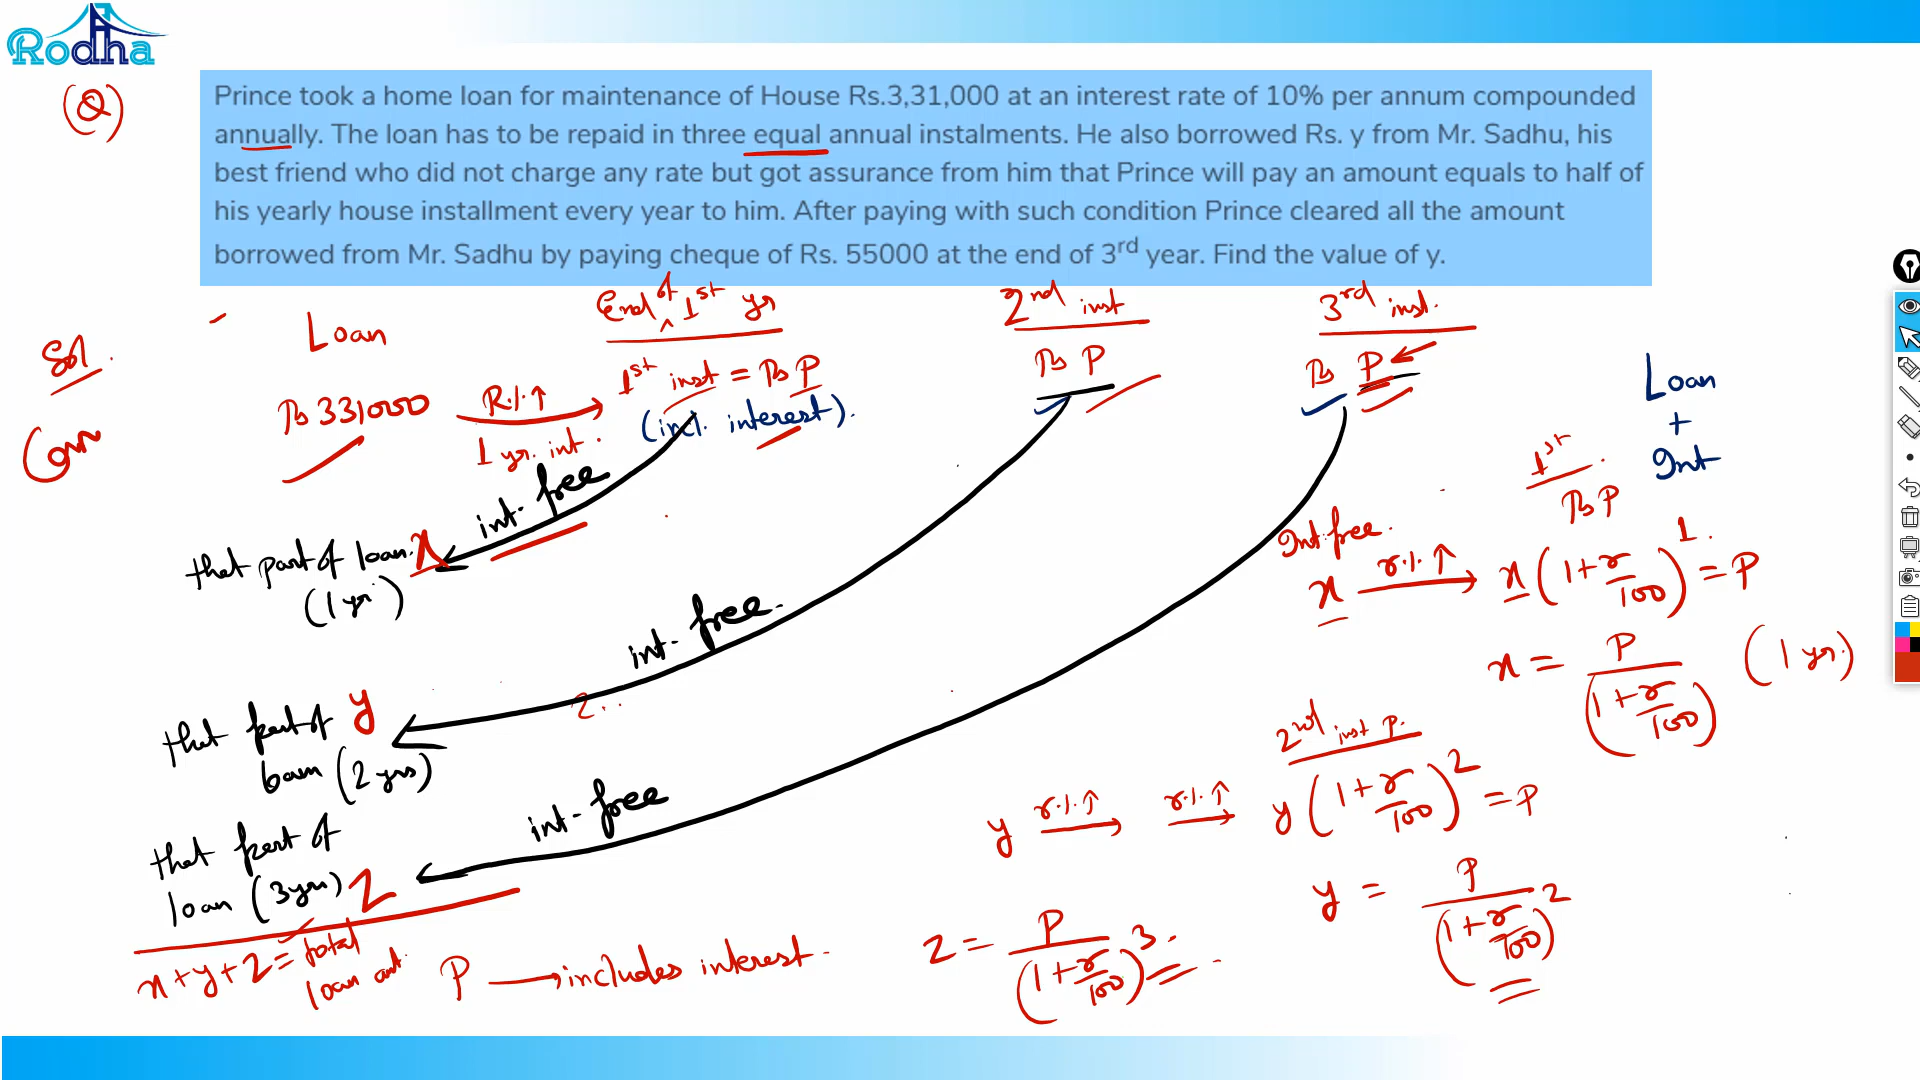 Rodha
(Q)
Prince took a home loan for maintenance of House Rs.3,31,000 at an interest rate of 10% per annum compounded
annually. The loan has to be repaid in three equal annual instalments. He also borrowed Rs. y from Mr. Sadhu, his
best friend who did not charge any rate but got assurance from him that Prince will pay an amount equals to half of
his yearly house installment every year to him. After paying with such condition Prince cleared all the amount
borrowed from Mr. Sadhu by paying cheque of Rs. 55000 at the end of 3rd year. Find the value of y.
Sol.
Loan
End of 1st yr
2nd inst
3rd inst.
Rs 331000
R%↑
1 yr. int.
1st inst = Rs P
(incl. interest).
Rs P
Rs P
Loan
+
Int
1st
Rs P
int-free
that part of loan. x
(1 yr)
Int.free.
x r%↑ → x(1+r/100)^1. = P
x = P/(1+r/100) (1 yr.)
int-free.
2..
that part of y
loan (2 yrs)
2nd inst P.
y r%↑ → r%↑ → y(1+r/100)^2 = P
int-free
that part of
loan (3yrs) z
y = P/(1+r/100)^2
x+y+z = total
loan amt.
P → includes interest.
z = P/(1+r/100)^3.